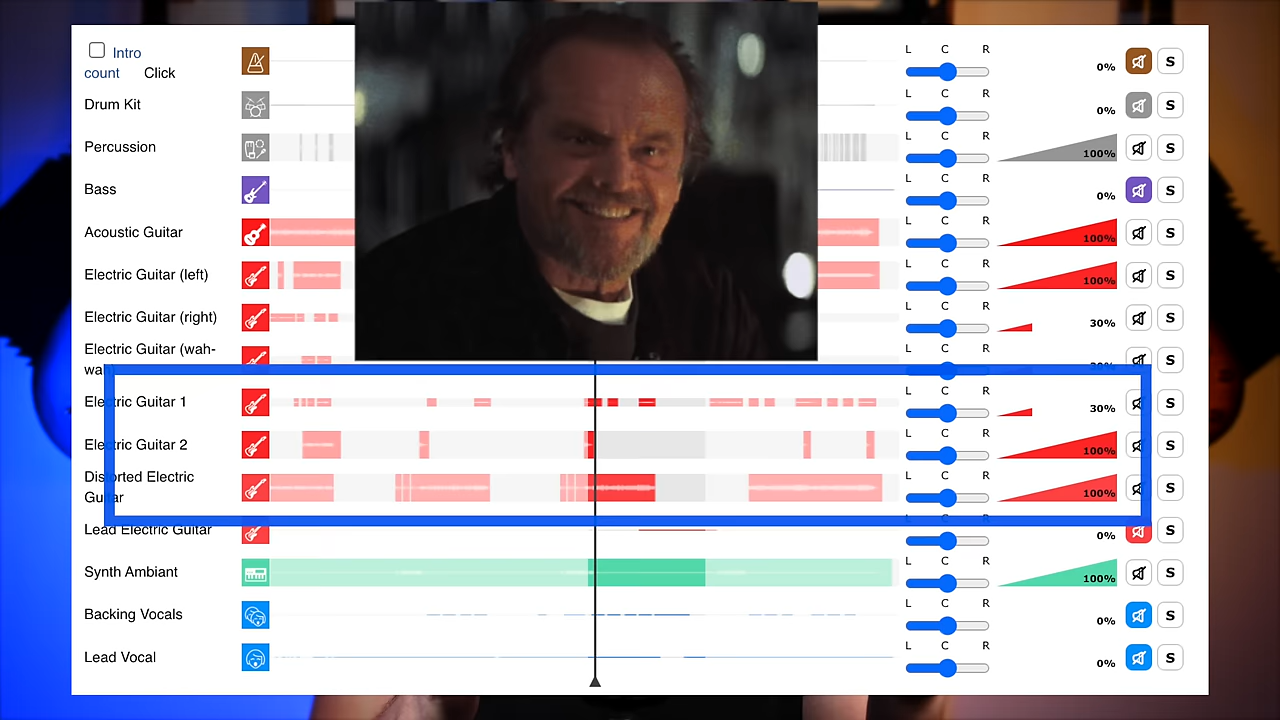 Intro
count Click
L C R
0%
S
Drum Kit
L C R
0%
S
Percussion
L C R
100%
S
Bass
L C R
0%
S
Acoustic Guitar
L C R
100%
S
Electric Guitar (left)
L C R
100%
S
Electric Guitar (right)
L C R
30%
S
Electric Guitar (wah-
wah)
L C R
30%
S
Electric Guitar 1
L C R
30%
S
Electric Guitar 2
L C R
100%
S
Distorted Electric
Guitar
L C R
100%
S
Lead Electric Guitar
L C R
0%
S
Synth Ambiant
L C R
100%
S
Backing Vocals
L C R
0%
S
Lead Vocal
L C R
0%
S